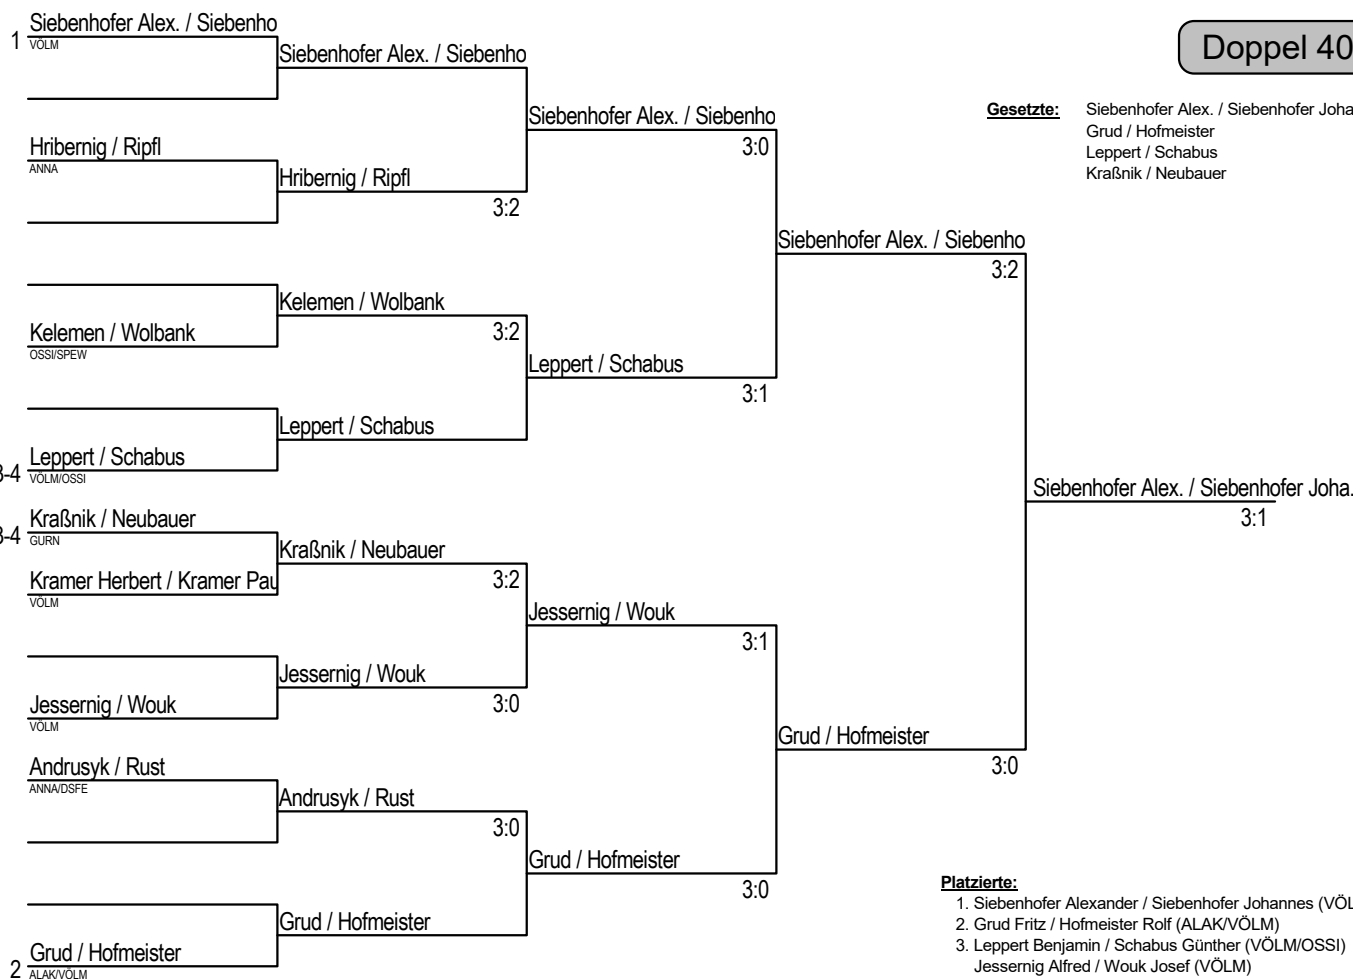 Doppel 40
Gesetzte: Siebenhofer Alex. / Siebenhofer Joha
Grud / Hofmeister
Leppert / Schabus
Kraßnik / Neubauer
1 Siebenhofer Alex. / Siebenho
VÖLM
Hribernig / Ripfl
ANNA
Kelemen / Wolbank
OSSI/SPEW
3-4 Leppert / Schabus
VÖLM/OSSI
3-4 Kraßnik / Neubauer
GURN
Kramer Herbert / Kramer Pau
VÖLM
Jessernig / Wouk
VÖLM
Andrusyk / Rust
ANNA/DSFE
2 Grud / Hofmeister
ALAK/VÖLM
Siebenhofer Alex. / Siebenho
Hribernig / Ripfl
3:2
Kelemen / Wolbank
3:2
Leppert / Schabus
Kraßnik / Neubauer
3:2
Jessernig / Wouk
3:0
Andrusyk / Rust
3:0
Grud / Hofmeister
Siebenhofer Alex. / Siebenho
3:0
Leppert / Schabus
3:1
Jessernig / Wouk
3:1
Grud / Hofmeister
3:0
Siebenhofer Alex. / Siebenho
3:2
Grud / Hofmeister
3:0
Siebenhofer Alex. / Siebenhofer Joha.
3:1
Platzierte:
1. Siebenhofer Alexander / Siebenhofer Johannes (VÖL
2. Grud Fritz / Hofmeister Rolf (ALAK/VÖLM)
3. Leppert Benjamin / Schabus Günther (VÖLM/OSSI)
Jessernig Alfred / Wouk Josef (VÖLM)